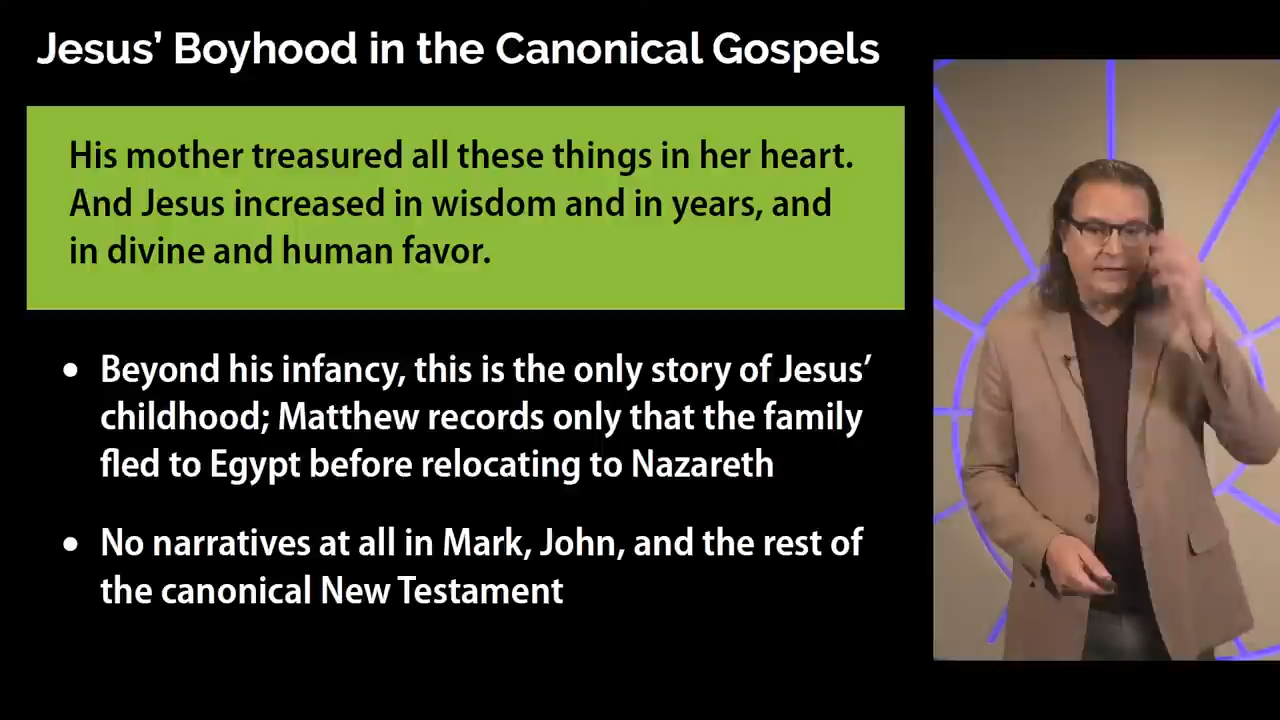 Jesus’ Boyhood in the Canonical Gospels
His mother treasured all these things in her heart.
And Jesus increased in wisdom and in years, and
in divine and human favor.
• Beyond his infancy, this is the only story of Jesus’
childhood; Matthew records only that the family
fled to Egypt before relocating to Nazareth
• No narratives at all in Mark, John, and the rest of
the canonical New Testament